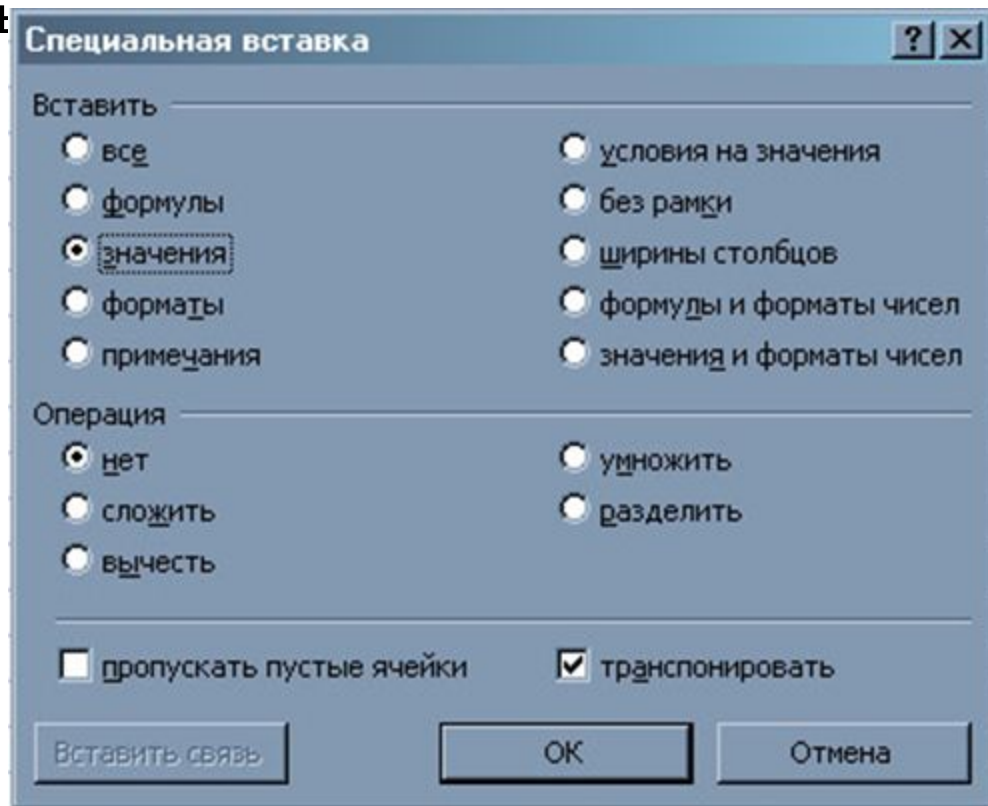 Специальная вставка
Вставить
все
формулы
значения
форматы
примечания
условия на значения
без рамки
ширины столбцов
формулы и форматы чисел
значения и форматы чисел
Операция
нет
сложить
вычесть
умножить
разделить
пропускать пустые ячейки
транспонировать
Вставить связь
ОК
Отмена